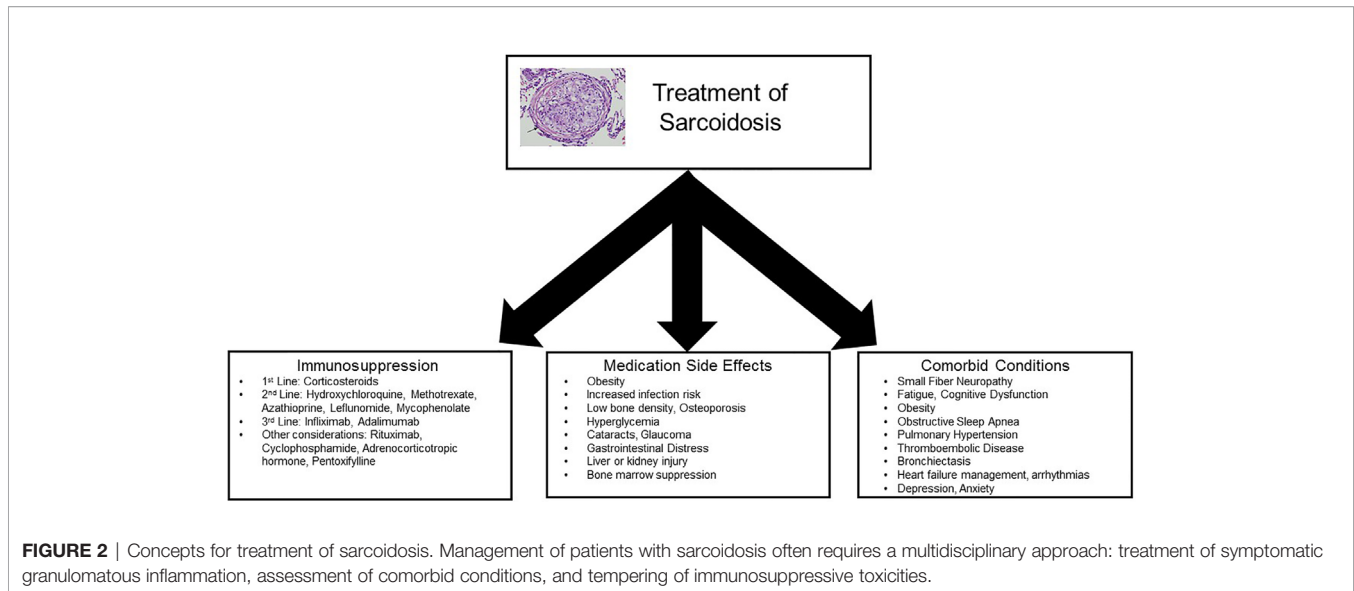 Treatment of
Sarcoidosis
Immunosuppression
• 1st Line: Corticosteroids
• 2nd Line: Hydroxychloroquine, Methotrexate,
Azathioprine, Leflunomide, Mycophenolate
• 3rd Line: Infliximab, Adalimumab
• Other considerations: Rituximab,
Cyclophosphamide, Adrenocorticotropic
hormone, Pentoxifylline
Medication Side Effects
• Obesity
• Increased infection risk
• Low bone density, Osteoporosis
• Hyperglycemia
• Cataracts, Glaucoma
• Gastrointestinal Distress
• Liver or kidney injury
• Bone marrow suppression
Comorbid Conditions
• Small Fiber Neuropathy
• Fatigue, Cognitive Dysfunction
• Obesity
• Obstructive Sleep Apnea
• Pulmonary Hypertension
• Thromboembolic Disease
• Bronchiectasis
• Heart failure management, arrhythmias
• Depression, Anxiety
FIGURE 2 | Concepts for treatment of sarcoidosis. Management of patients with sarcoidosis often requires a multidisciplinary approach: treatment of symptomatic
granulomatous inflammation, assessment of comorbid conditions, and tempering of immunosuppressive toxicities.